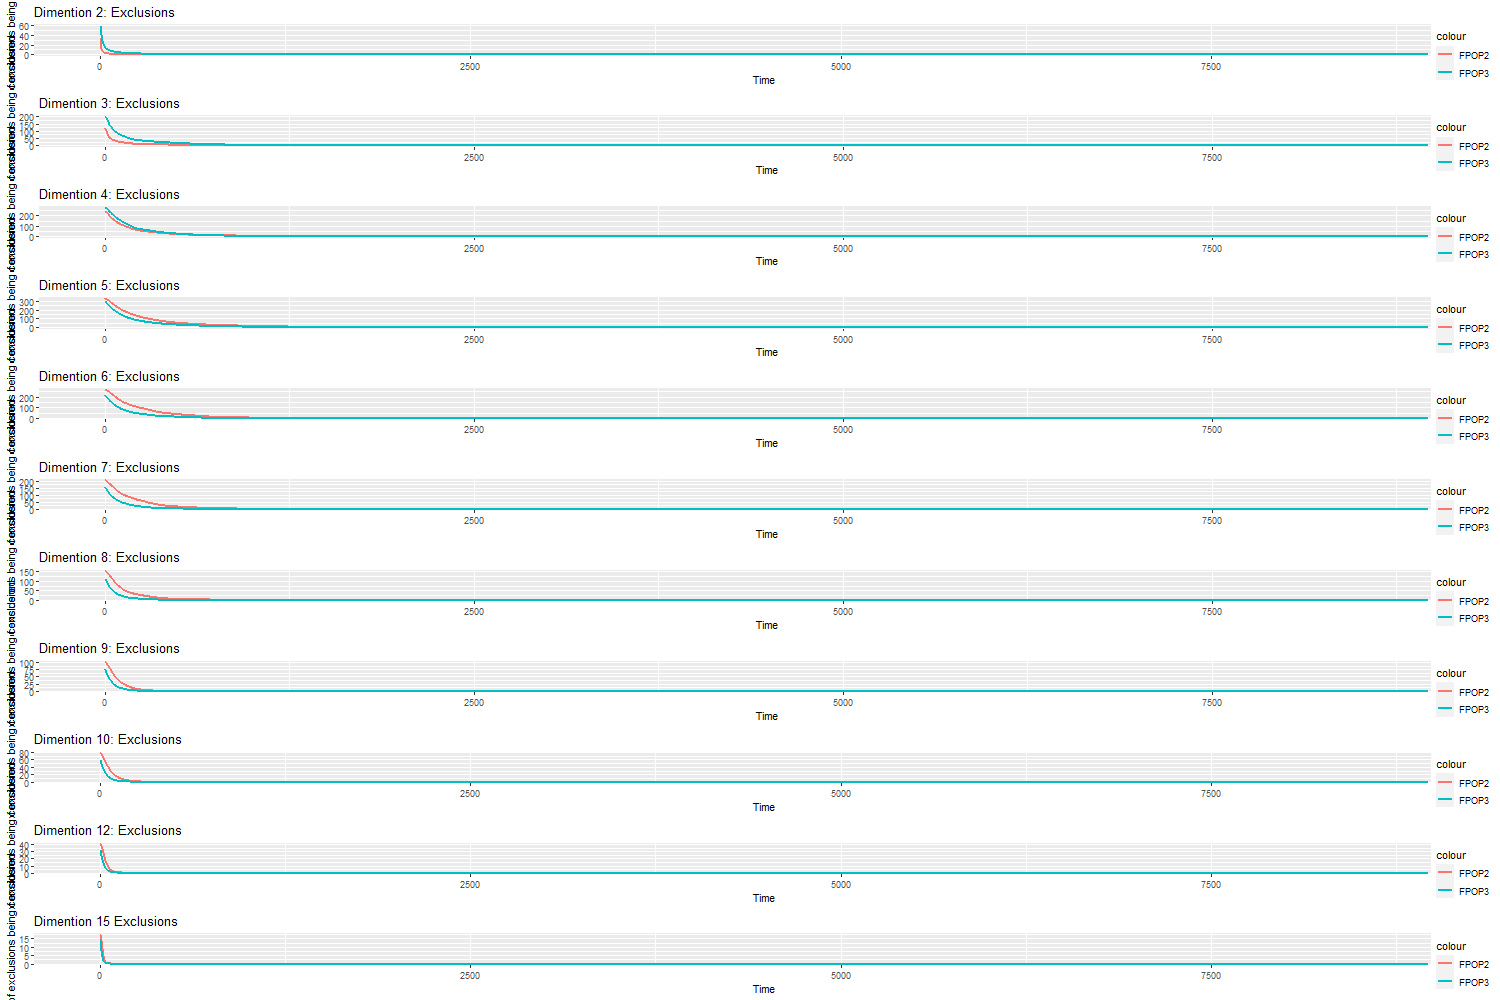 Dimention 2: Exclusions
60
40
20
0
0 2500 5000 7500
Time
colour
FPOP2
FPOP3
Dimention 3: Exclusions
200
150
100
50
0
0 2500 5000 7500
Time
colour
FPOP2
FPOP3
Dimention 4: Exclusions
200
100
0
0 2500 5000 7500
Time
colour
FPOP2
FPOP3
Dimention 5: Exclusions
300
200
100
0
0 2500 5000 7500
Time
colour
FPOP2
FPOP3
Dimention 6: Exclusions
200
100
0
0 2500 5000 7500
Time
colour
FPOP2
FPOP3
Dimention 7: Exclusions
200
150
100
50
0
0 2500 5000 7500
Time
colour
FPOP2
FPOP3
Dimention 8: Exclusions
150
100
50
0
0 2500 5000 7500
Time
colour
FPOP2
FPOP3
Dimention 9: Exclusions
100
75
50
25
0
0 2500 5000 7500
Time
colour
FPOP2
FPOP3
Dimention 10: Exclusions
80
60
40
20
0
0 2500 5000 7500
Time
colour
FPOP2
FPOP3
Dimention 12: Exclusions
40
30
20
10
0
0 2500 5000 7500
Time
colour
FPOP2
FPOP3
Dimention 15 Exclusions
of exclusions being
15
10
5
0
0 2500 5000 7500
Time
colour
FPOP2
FPOP3